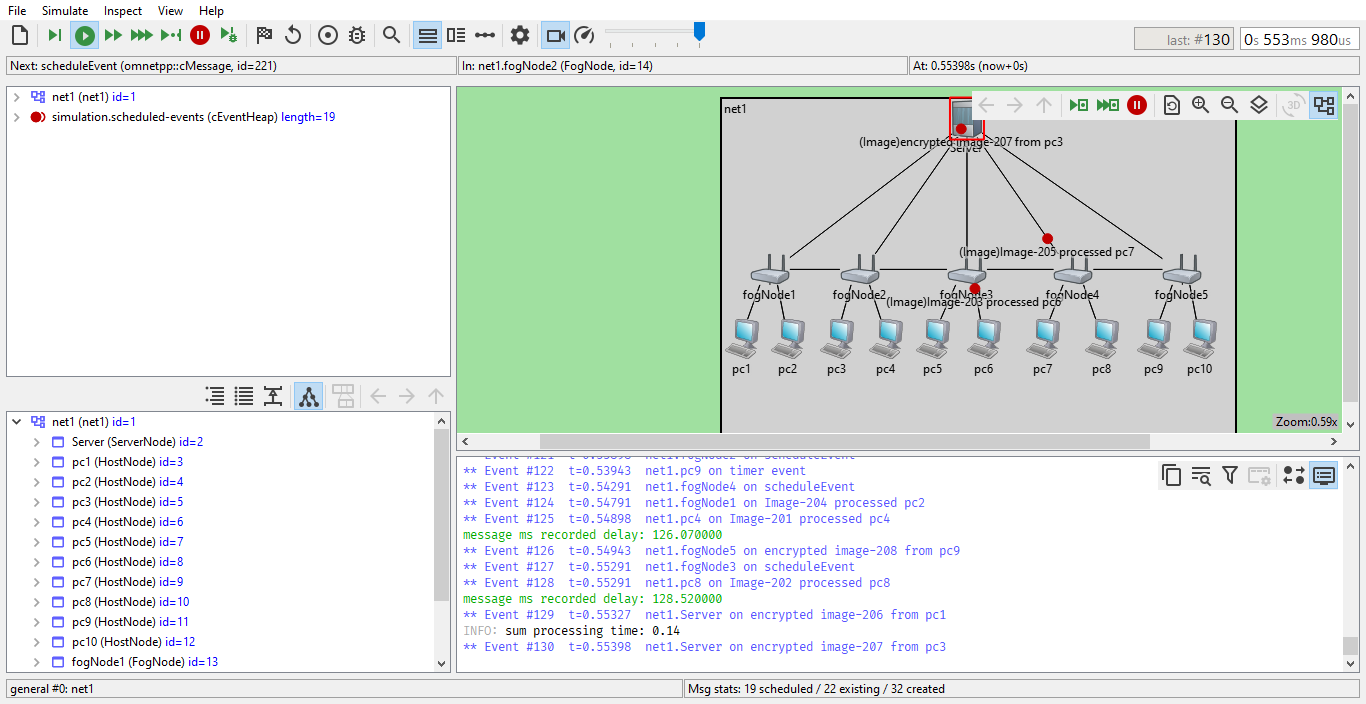 File Simulate Inspect View Help
last: #130 0s 553ms 980us
Next: scheduleEvent (omnetpp::cMessage, id=221) In: net1.fogNode2 (FogNode, id=14) At: 0.55398s (now+0s)
net1 (net1) id=1
simulation.scheduled-events (cEventHeap) length=19
net1
3D
(Image)encrypted image-207 from pc3
Server
(Image)Image-205 processed pc7
fogNode1 fogNode2 fogNode3 fogNode4 fogNode5
(Image)Image-203 processed pc6
pc1 pc2 pc3 pc4 pc5 pc6 pc7 pc8 pc9 pc10
Zoom:0.59x
net1 (net1) id=1
Server (ServerNode) id=2
pc1 (HostNode) id=3
pc2 (HostNode) id=4
pc3 (HostNode) id=5
pc4 (HostNode) id=6
pc5 (HostNode) id=7
pc6 (HostNode) id=8
pc7 (HostNode) id=9
pc8 (HostNode) id=10
pc9 (HostNode) id=11
pc10 (HostNode) id=12
fogNode1 (FogNode) id=13
** Event #122 t=0.53943 net1.pc9 on timer event
** Event #123 t=0.54291 net1.fogNode4 on scheduleEvent
** Event #124 t=0.54791 net1.fogNode1 on Image-204 processed pc2
** Event #125 t=0.54898 net1.pc4 on Image-201 processed pc4
message ms recorded delay: 126.070000
** Event #126 t=0.54943 net1.fogNode5 on encrypted image-208 from pc9
** Event #127 t=0.55291 net1.fogNode3 on scheduleEvent
** Event #128 t=0.55291 net1.pc8 on Image-202 processed pc8
message ms recorded delay: 128.520000
** Event #129 t=0.55327 net1.Server on encrypted image-206 from pc1
INFO: sum processing time: 0.14
** Event #130 t=0.55398 net1.Server on encrypted image-207 from pc3
general #0: net1 Msg stats: 19 scheduled / 22 existing / 32 created